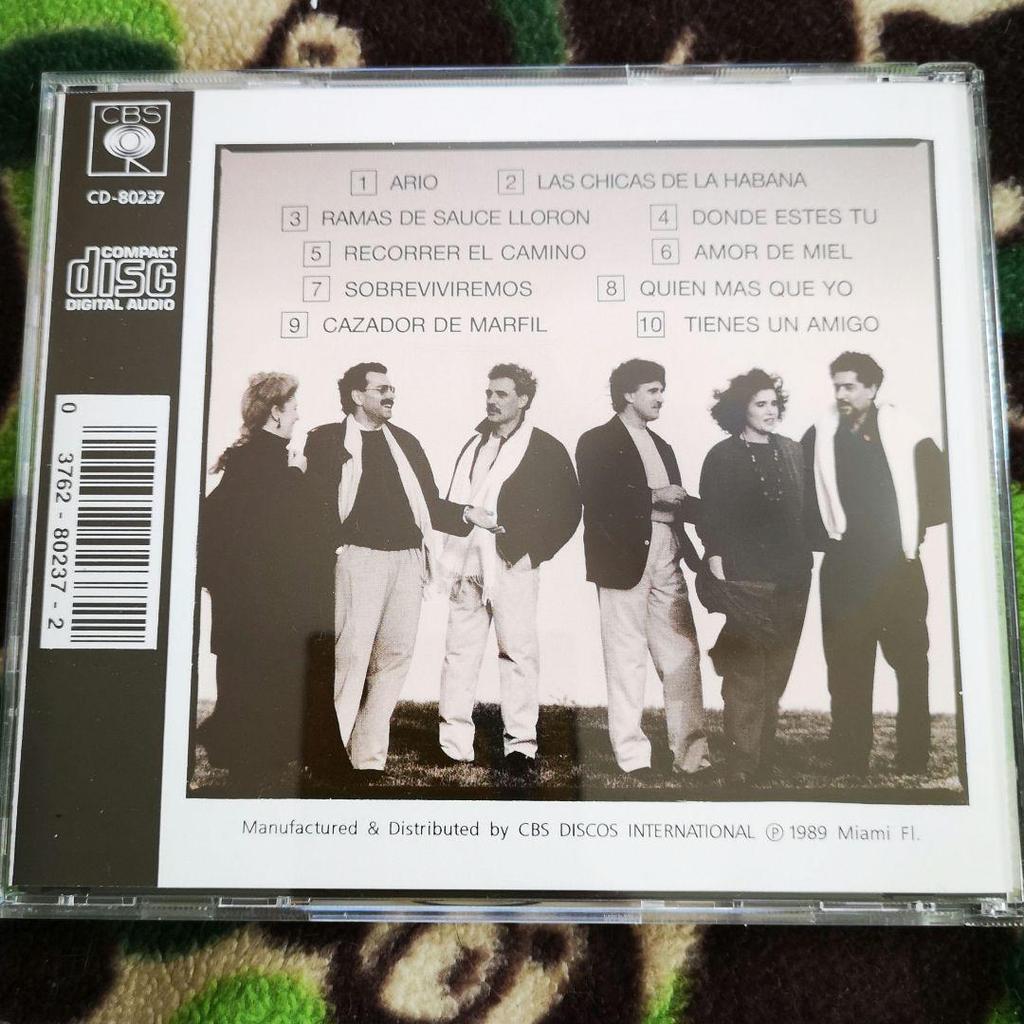 CBS
CD-80237
COMPACT
disc
DIGITAL AUDIO
0 3762-80237-2
1 ARIO 2 LAS CHICAS DE LA HABANA
3 RAMAS DE SAUCE LLORON 4 DONDE ESTES TU
5 RECORRER EL CAMINO 6 AMOR DE MIEL
7 SOBREVIVIREMOS 8 QUIEN MAS QUE YO
9 CAZADOR DE MARFIL 10 TIENES UN AMIGO
Manufactured & Distributed by CBS DISCOS INTERNATIONAL ℗ 1989 Miami Fl.